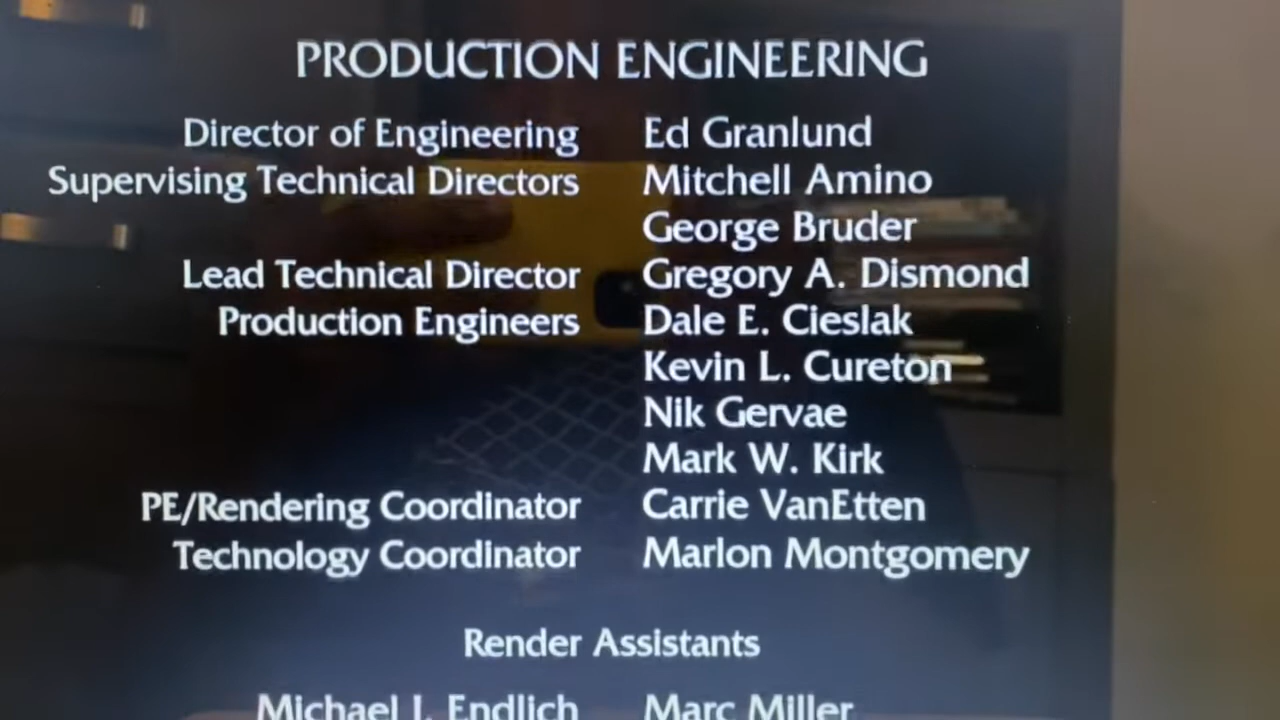 PRODUCTION ENGINEERING
Director of Engineering Ed Granlund
Supervising Technical Directors Mitchell Amino
George Bruder
Lead Technical Director Gregory A. Dismond
Production Engineers Dale E. Cieslak
Kevin L. Cureton
Nik Gervae
Mark W. Kirk
PE/Rendering Coordinator Carrie VanEtten
Technology Coordinator Marlon Montgomery
Render Assistants
Michael J. Endlich Marc Miller